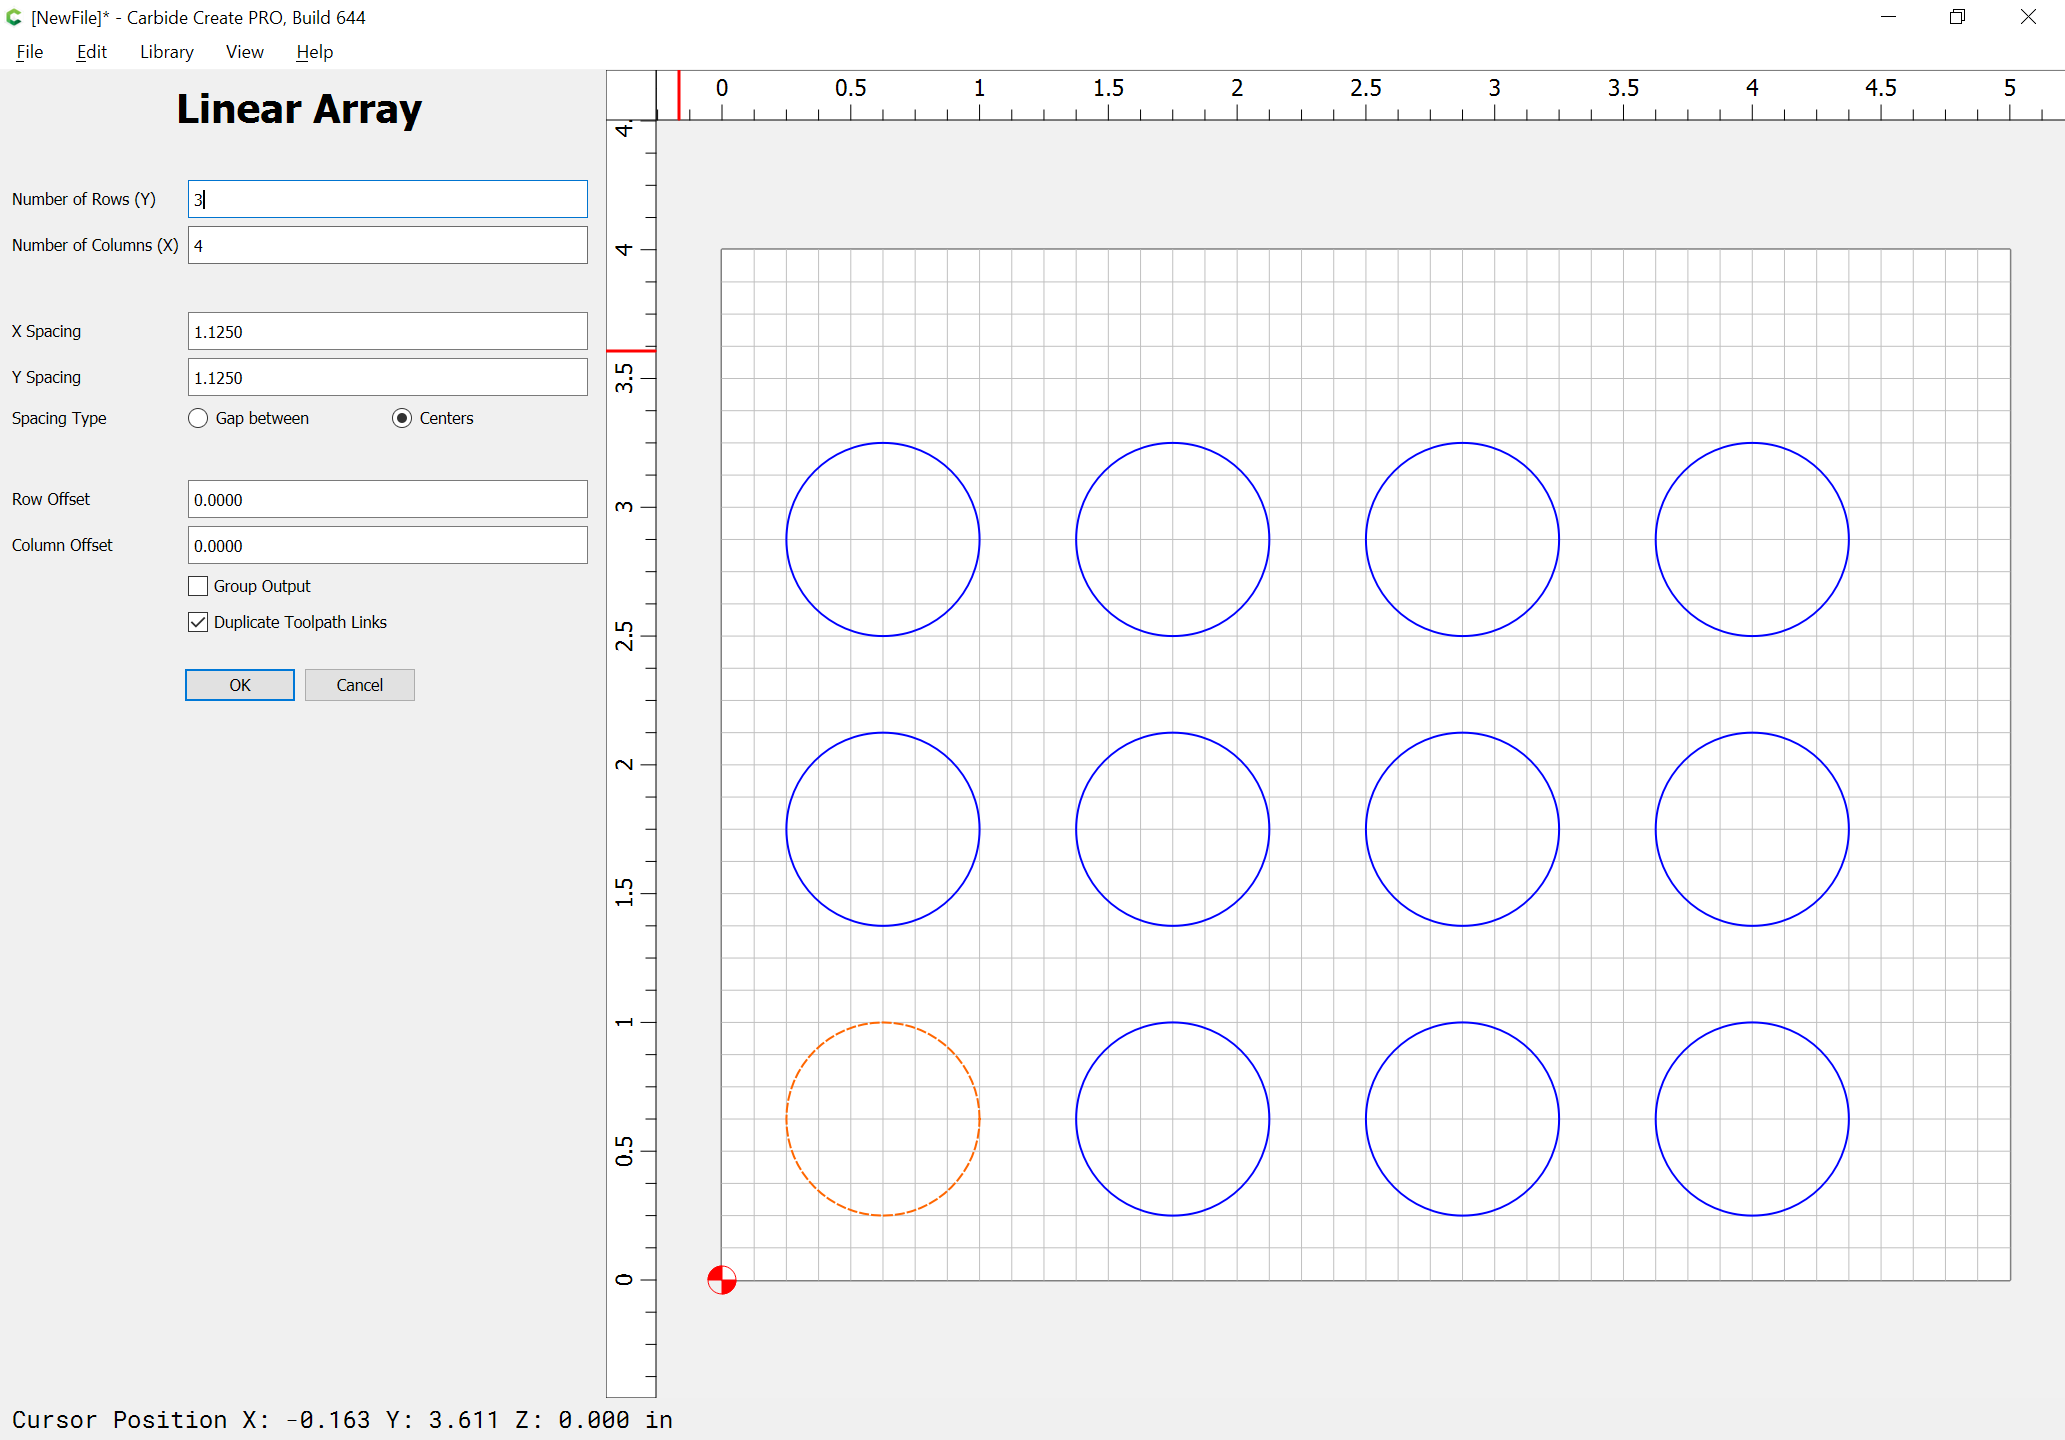 [NewFile]* - Carbide Create PRO, Build 644
File Edit Library View Help
Linear Array
Number of Rows (Y) 3
Number of Columns (X) 4
X Spacing 1.1250
Y Spacing 1.1250
Spacing Type Gap between Centers
Row Offset 0.0000
Column Offset 0.0000
Group Output
Duplicate Toolpath Links
OK Cancel
0 0.5 1 1.5 2 2.5 3 3.5 4 4.5 5
4.
4
3.5
3
2.5
2
1.5
1
0.5
0
Cursor Position X: -0.163 Y: 3.611 Z: 0.000 in